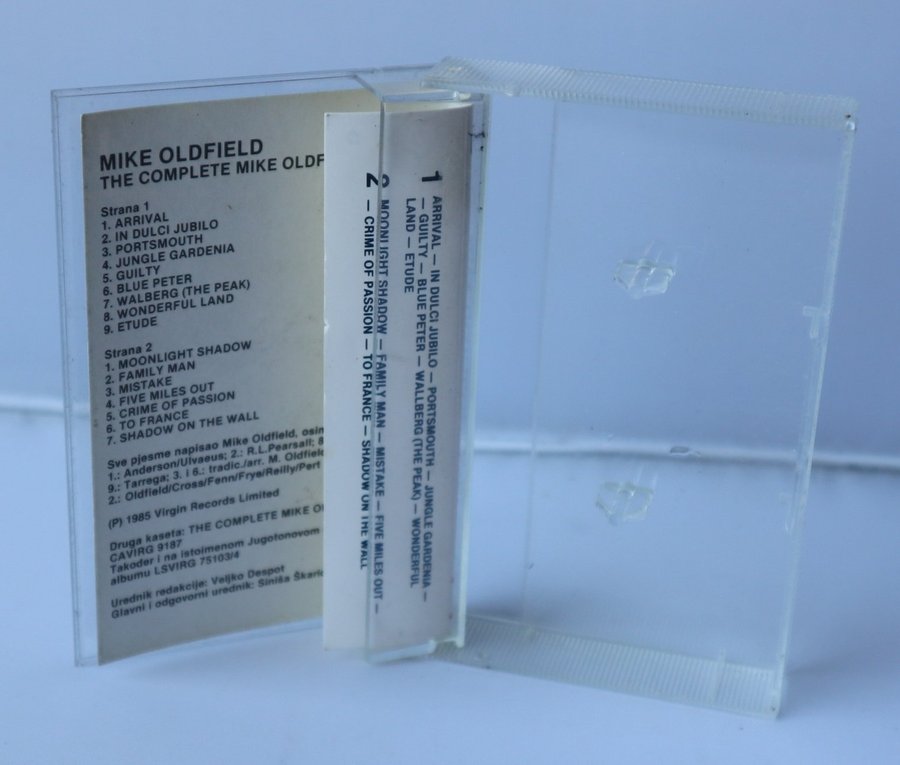 MIKE OLDFIELD
THE COMPLETE MIKE OLDF
Strana 1
1. ARRIVAL
2. IN DULCI JUBILO
3. PORTSMOUTH
4. JUNGLE GARDENIA
5. GUILTY
6. BLUE PETER
7. WALBERG (THE PEAK)
8. WONDERFUL LAND
9. ETUDE
Strana 2
1. MOONLIGHT SHADOW
2. FAMILY MAN
3. MISTAKE
4. FIVE MILES OUT
5. CRIME OF PASSION
6. TO FRANCE
7. SHADOW ON THE WALL
Sve pjesme napisao Mike Oldfield, osim
1.: Anderson/Ulvaeus; 2.: R.L.Pearsall; 8
9.: Tarrega; 3. i 6.: tradic./arr. M. Oldfield
2.: Oldfield/Cross/Fenn/Frye/Reilly/Pert
(P) 1985 Virgin Records Limited
Druga kaseta: THE COMPLETE MIKE O
CAVIRG 9187
Također i na istoimenom Jugotonovom
albumu LSVIRG 75103/4
Urednik redakcije: Veljko Despot
Glavni i odgovorni urednik: Siniša Škaric
1 ARRIVAL — IN DULCI JUBILO — PORTSMOUTH — JUNGLE GARDENIA —
— GUILTY — BLUE PETER — WALLBERG (THE PEAK) — WONDERFUL
LAND — ETUDE
2 MOONLIGHT SHADOW — FAMILY MAN — MISTAKE — FIVE MILES OUT —
— CRIME OF PASSION — TO FRANCE — SHADOW ON THE WALL